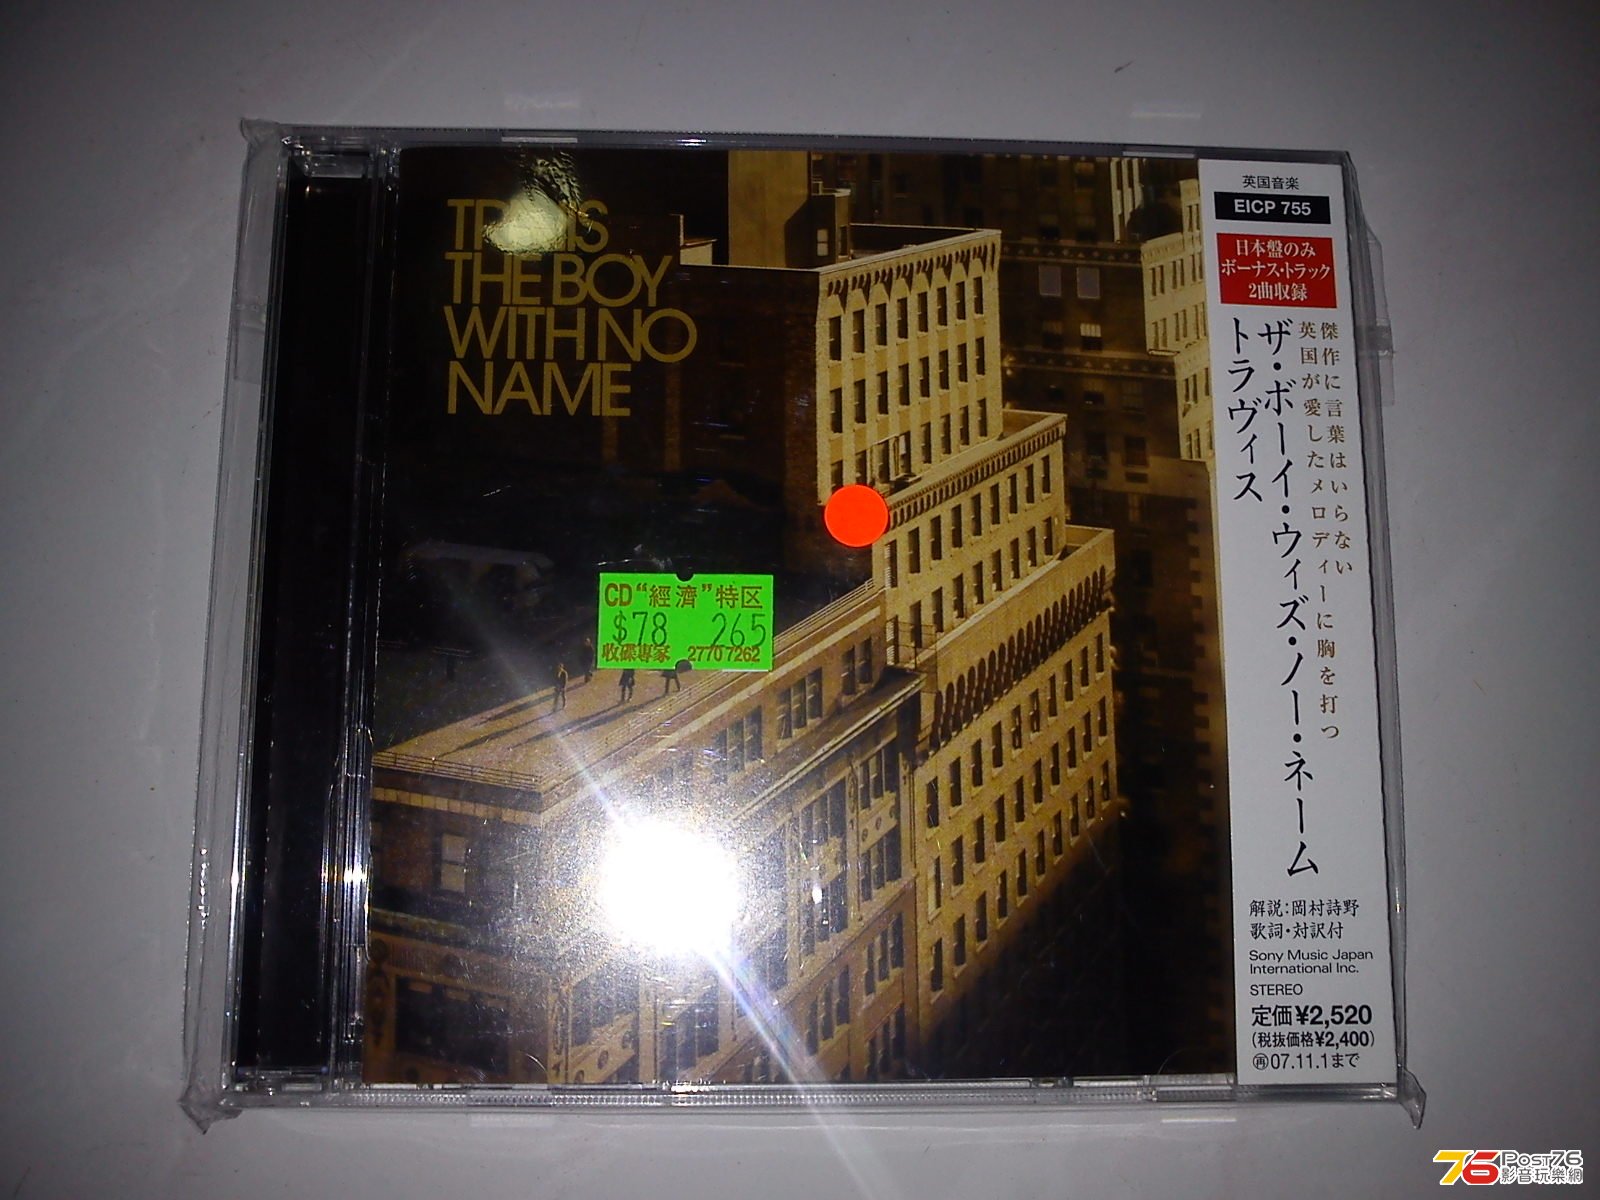 TRAVIS
THE BOY
WITH NO
NAME
CD“經濟”特区
$78 265
收碟專家 2770 7262
英国音楽
EICP 755
日本盤のみ
ボーナス・トラック
2曲収録
傑作に言葉はいらない
英国が愛したメロディーに胸を打つ
ザ・ボーイ・ウィズ・ノー・ネーム
トラヴィス
解説:岡村詩野
歌詞・対訳付
Sony Music Japan
International Inc.
STEREO
定価¥2,520
(税抜価格¥2,400)
再07.11.1まで
76 Post76
影音玩樂網